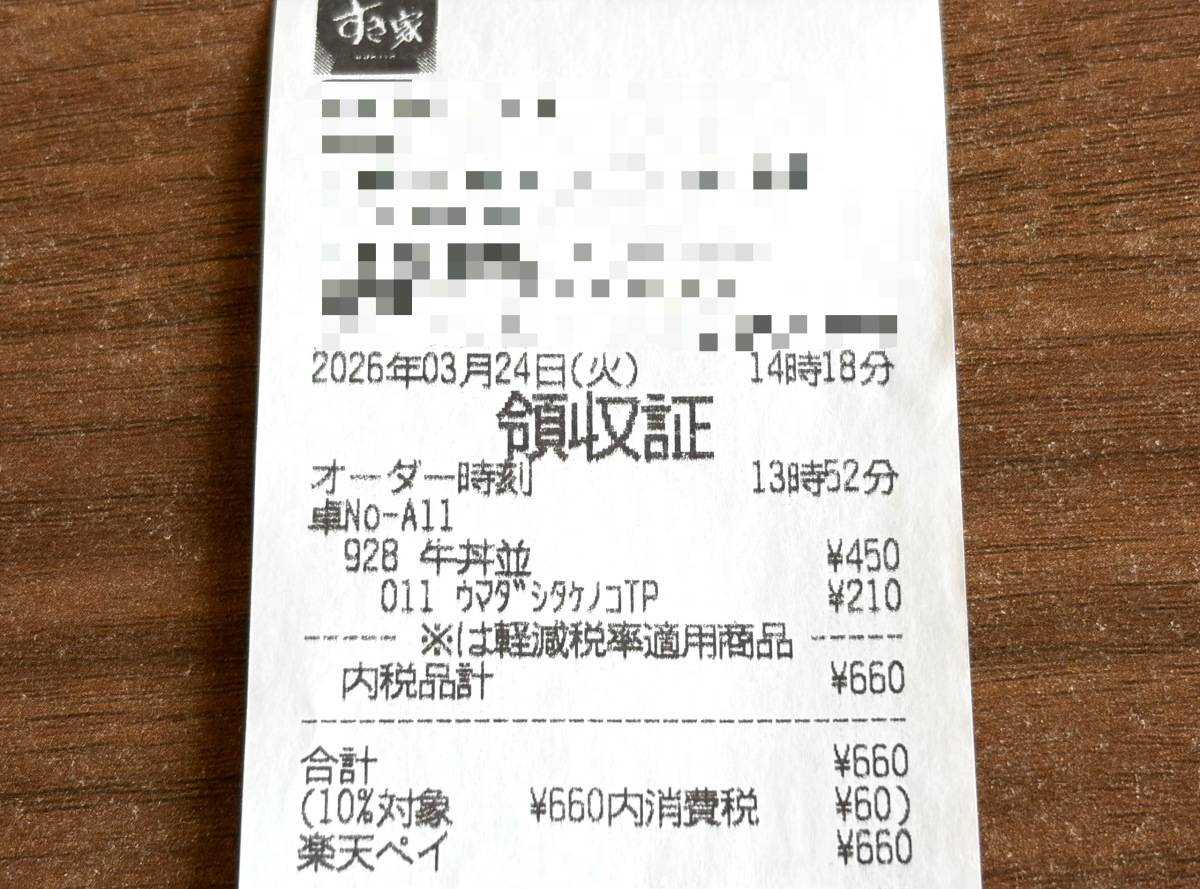 すき家
2026年03月24日(火) 14時18分
領収証
オーダー時刻 13時52分
卓No-A11
928 牛丼並 ¥450
011 ｳﾏﾀﾞｼﾀｹﾉｺTP ¥210
---- ※は軽減税率適用商品 ----
内税品計 ¥660
合計 ¥660
(10%対象 ¥660内消費税 ¥60)
楽天ペイ ¥660